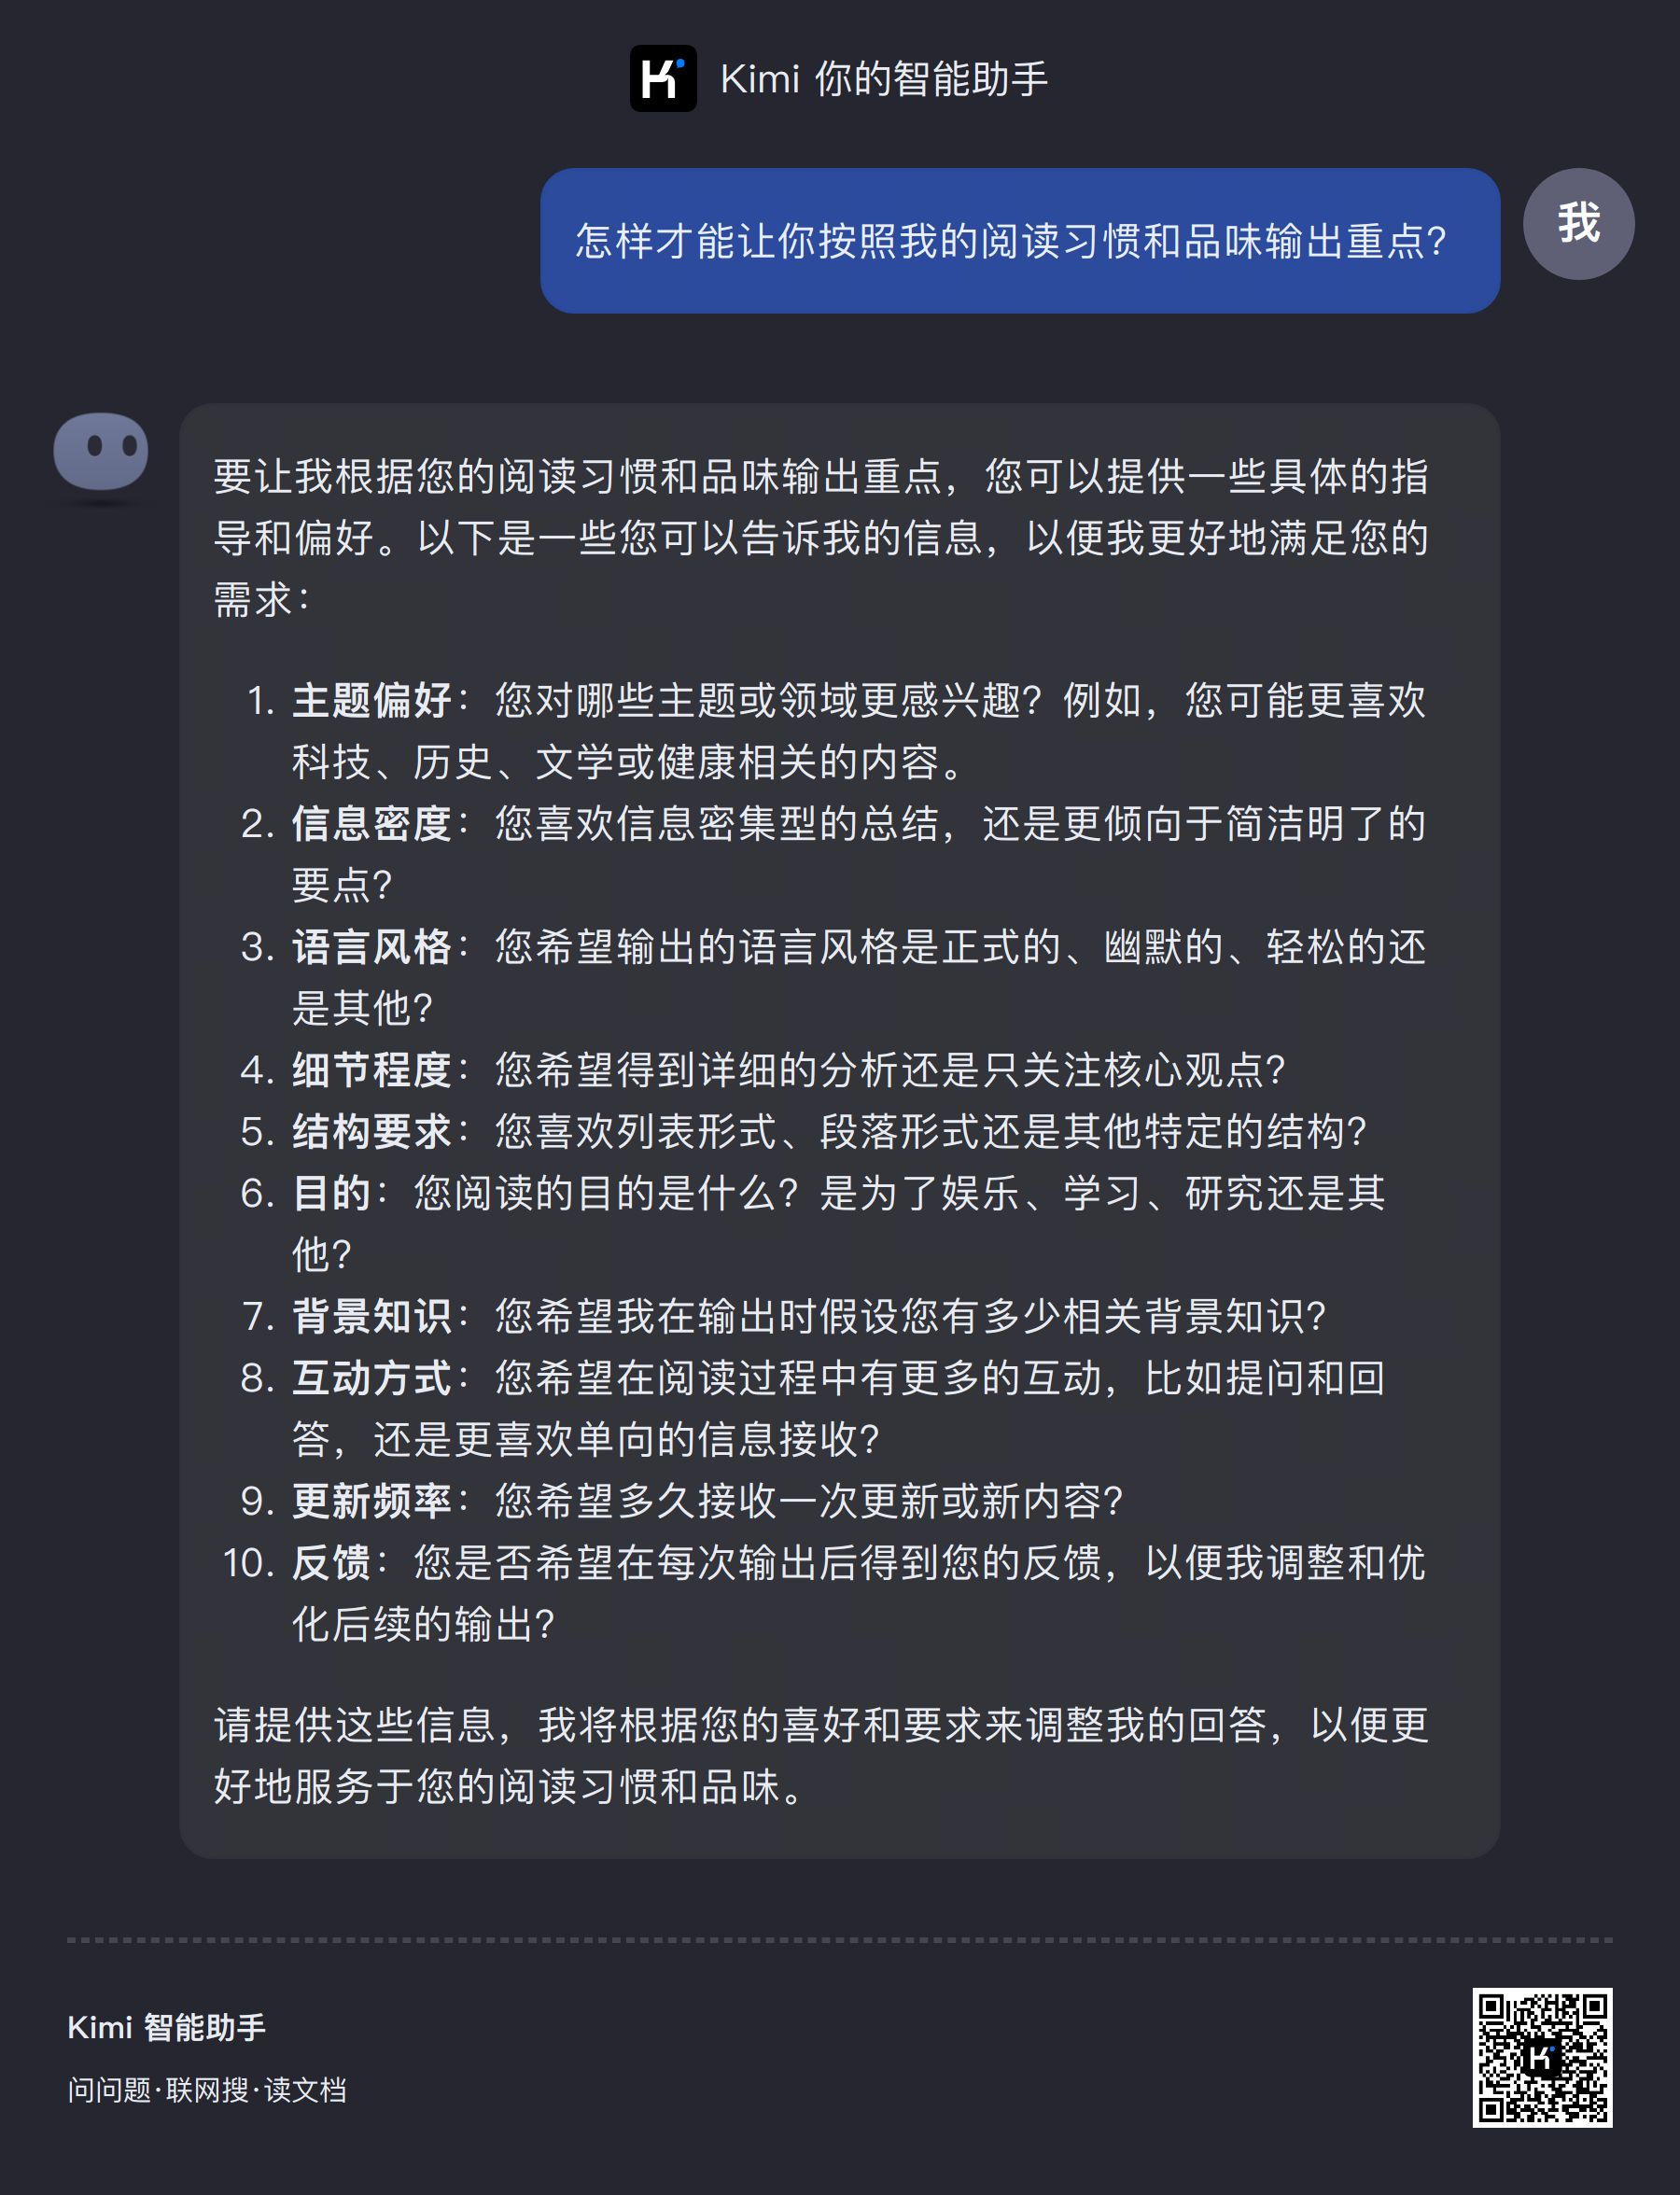 Kimi 你的智能助手
怎样才能让你按照我的阅读习惯和品味输出重点？
我
要让我根据您的阅读习惯和品味输出重点，您可以提供一些具体的指
导和偏好。以下是一些您可以告诉我的信息，以便我更好地满足您的
需求：
1. 主题偏好：您对哪些主题或领域更感兴趣？例如，您可能更喜欢
科技、历史、文学或健康相关的内容。
2. 信息密度：您喜欢信息密集型的总结，还是更倾向于简洁明了的
要点？
3. 语言风格：您希望输出的语言风格是正式的、幽默的、轻松的还
是其他？
4. 细节程度：您希望得到详细的分析还是只关注核心观点？
5. 结构要求：您喜欢列表形式、段落形式还是其他特定的结构？
6. 目的：您阅读的目的是什么？是为了娱乐、学习、研究还是其
他？
7. 背景知识：您希望我在输出时假设您有多少相关背景知识？
8. 互动方式：您希望在阅读过程中有更多的互动，比如提问和回
答，还是更喜欢单向的信息接收？
9. 更新频率：您希望多久接收一次更新或新内容？
10. 反馈：您是否希望在每次输出后得到您的反馈，以便我调整和优
化后续的输出？
请提供这些信息，我将根据您的喜好和要求来调整我的回答，以便更
好地服务于您的阅读习惯和品味。
Kimi 智能助手
问问题·联网搜·读文档